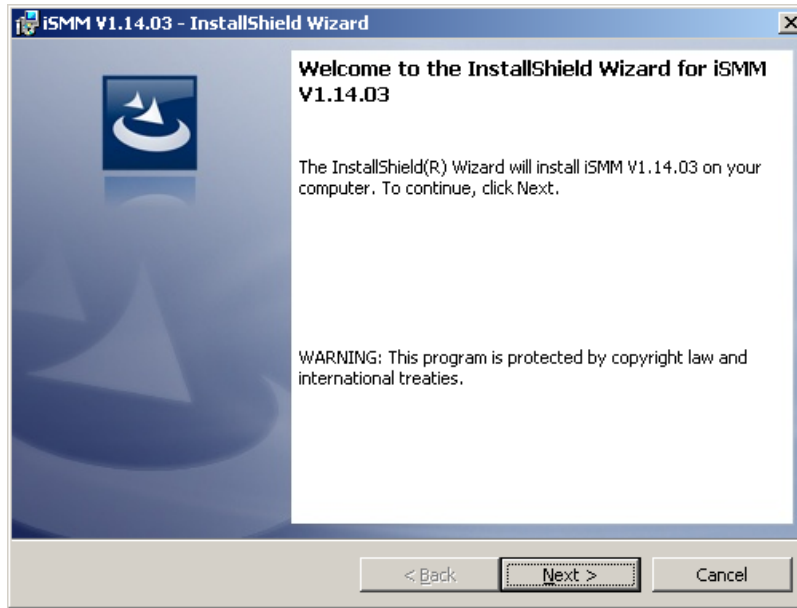 iSMM V1.14.03 - InstallShield Wizard
Welcome to the InstallShield Wizard for iSMM
V1.14.03
The InstallShield(R) Wizard will install iSMM V1.14.03 on your
computer. To continue, click Next.
WARNING: This program is protected by copyright law and
international treaties.
< Back
Next >
Cancel